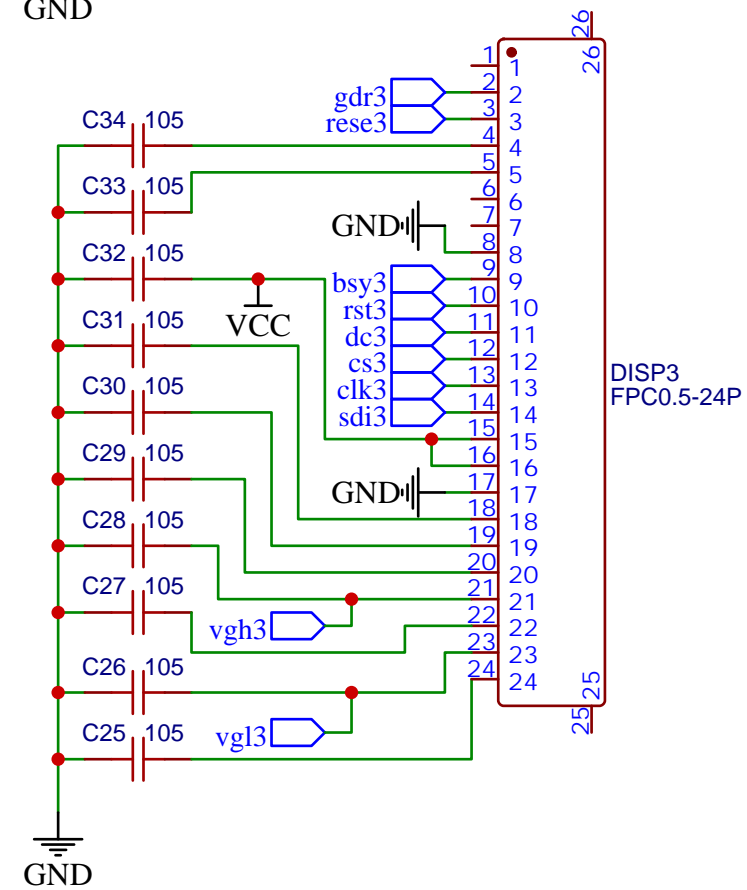 GND
26
26
1
1
gdr3
2
2
rese3
3
3
C34 105
4
4
5
5
C33 105
6
6
7
7
GND
8
8
C32 105
bsy3
9
9
rst3
10
10
C31 105
VCC
dc3
11
11
cs3
12
12
DISP3
clk3
13
13
FPC0.5-24P
C30 105
sdi3
14
14
15
15
C29 105
16
16
GND
17
17
18
18
C28 105
19
19
20
20
C27 105
21
21
vgh3
22
22
23
23
C26 105
24
24
25
25
C25 105
vgl3
GND